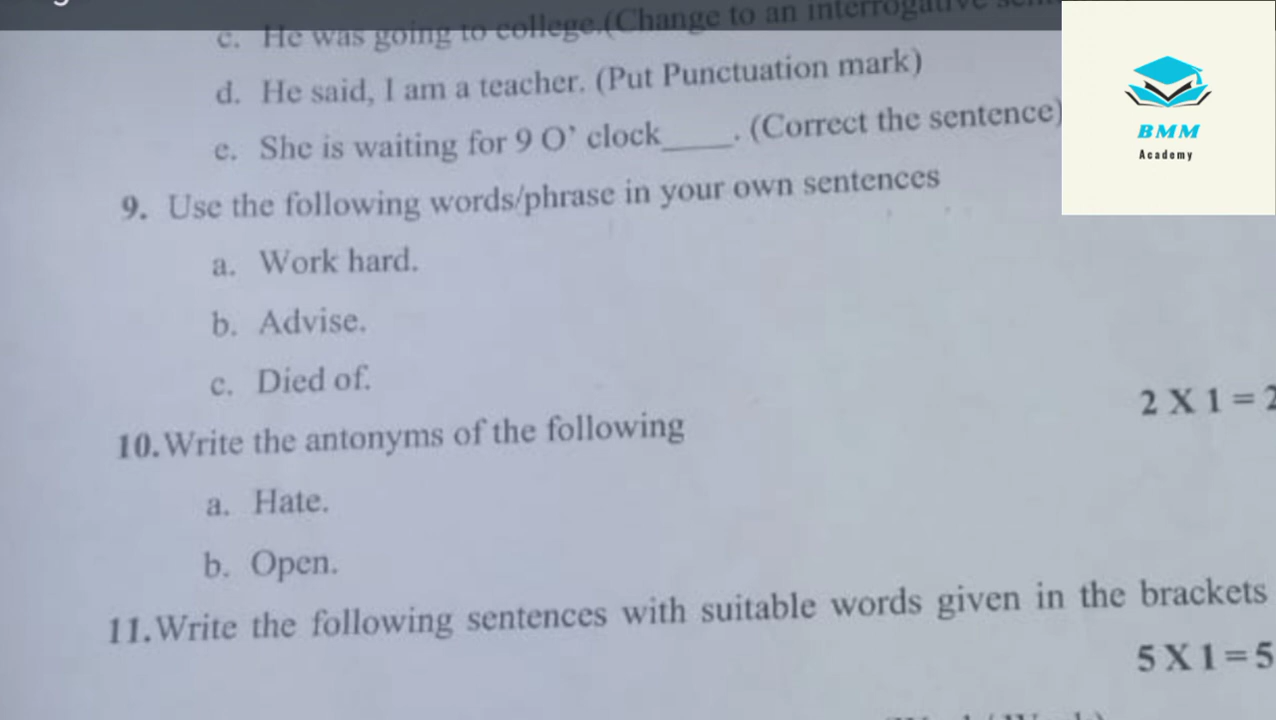 c. He was going to college.(Change to an interrogative
d. He said, I am a teacher. (Put Punctuation mark)
e. She is waiting for 9 O' clock____. (Correct the sentence)
BMM
Academy
9. Use the following words/phrase in your own sentences
a. Work hard.
b. Advise.
c. Died of.
2 X 1 = 2
10. Write the antonyms of the following
a. Hate.
b. Open.
11. Write the following sentences with suitable words given in the brackets
5 X 1 = 5